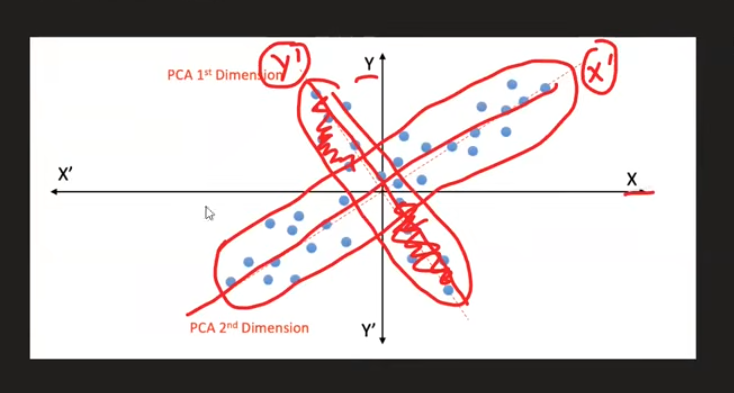 y'
Y
x'
PCA 1st Dimension
X'
X
PCA 2nd Dimension
Y'